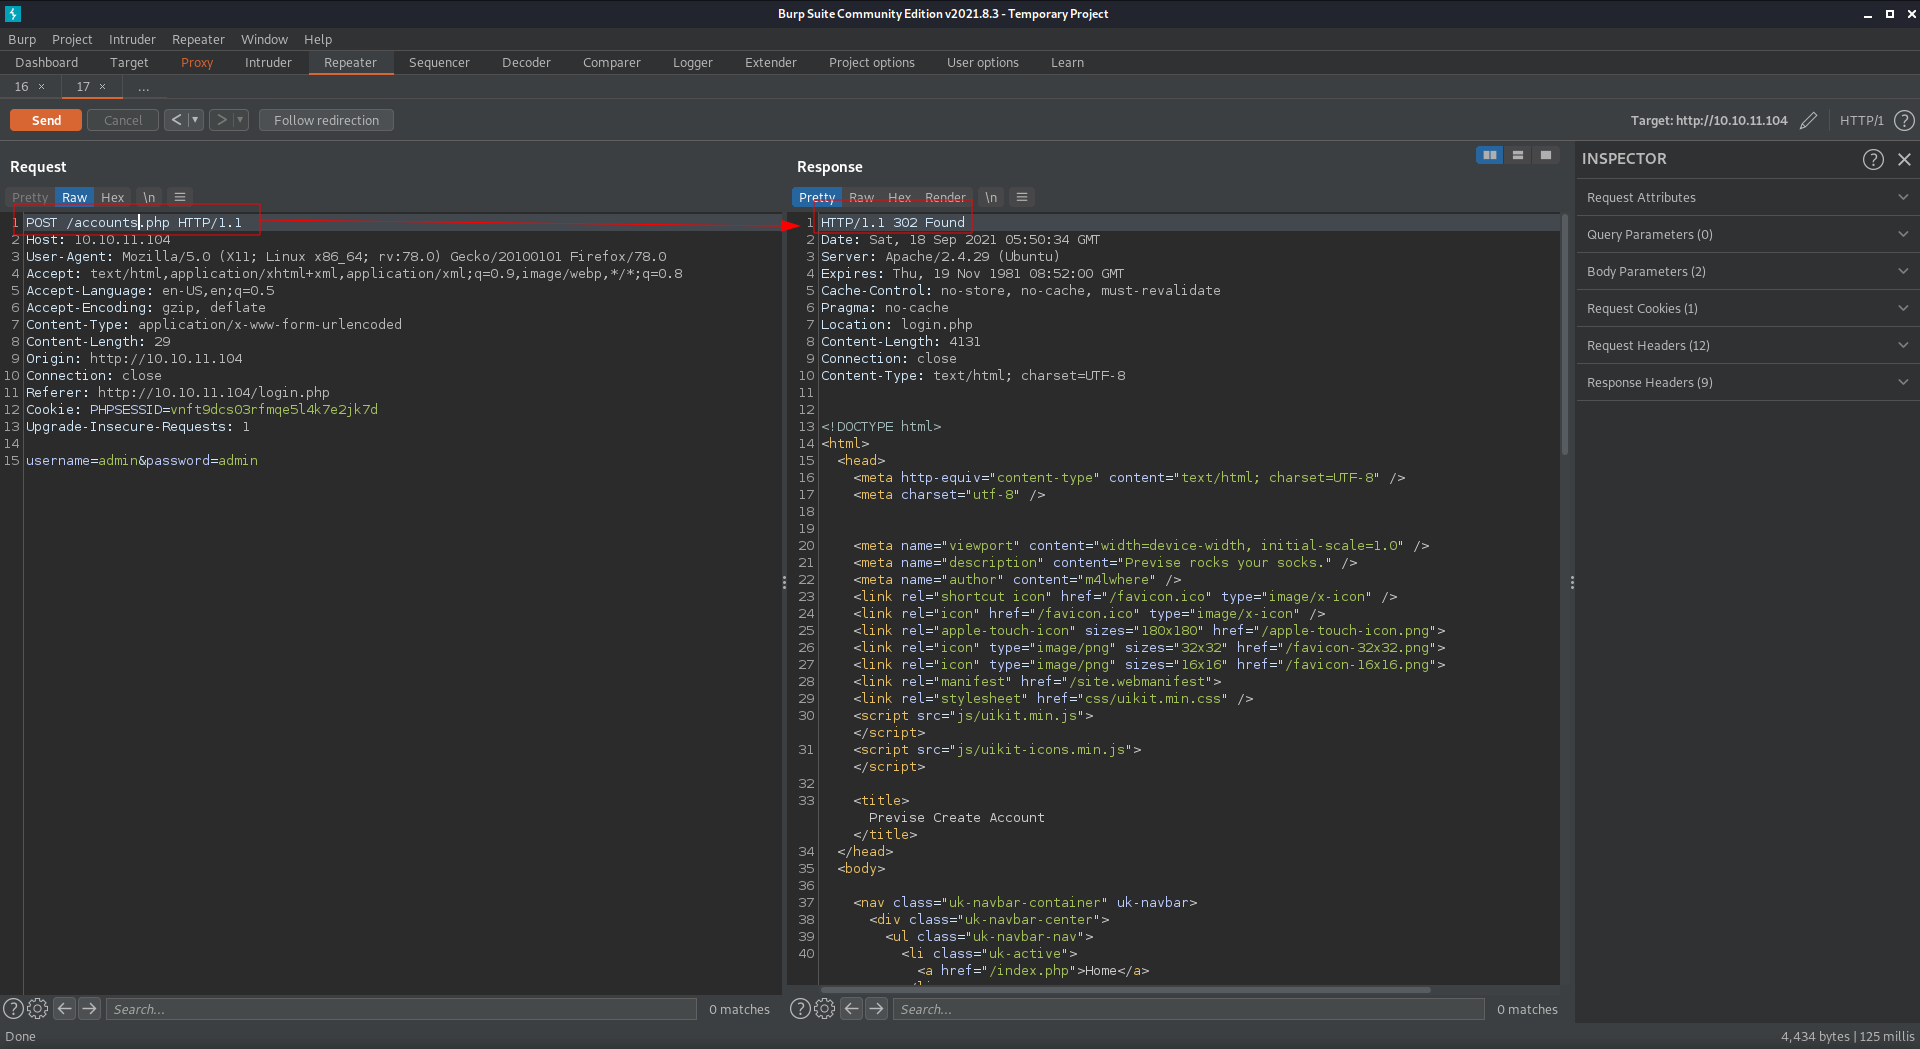 Burp Suite Community Edition v2021.8.3 - Temporary Project
Burp Project Intruder Repeater Window Help
Dashboard Target Proxy Intruder Repeater Sequencer Decoder Comparer Logger Extender Project options User options Learn
16 × 17 × ...
Send Cancel < | ▾ > | ▾ Follow redirection Target: http://10.10.11.104 HTTP/1 ?
Request
Pretty Raw Hex \n ≡
1 POST /accounts.php HTTP/1.1
2 Host: 10.10.11.104
3 User-Agent: Mozilla/5.0 (X11; Linux x86_64; rv:78.0) Gecko/20100101 Firefox/78.0
4 Accept: text/html,application/xhtml+xml,application/xml;q=0.9,image/webp,*/*;q=0.8
5 Accept-Language: en-US,en;q=0.5
6 Accept-Encoding: gzip, deflate
7 Content-Type: application/x-www-form-urlencoded
8 Content-Length: 29
9 Origin: http://10.10.11.104
10 Connection: close
11 Referer: http://10.10.11.104/login.php
12 Cookie: PHPSESSID=vnft9dcs03rfmqe5l4k7e2jk7d
13 Upgrade-Insecure-Requests: 1
14
15 username=admin&password=admin
Search... 0 matches
Response
Pretty Raw Hex Render \n ≡
1 HTTP/1.1 302 Found
2 Date: Sat, 18 Sep 2021 05:50:34 GMT
3 Server: Apache/2.4.29 (Ubuntu)
4 Expires: Thu, 19 Nov 1981 08:52:00 GMT
5 Cache-Control: no-store, no-cache, must-revalidate
6 Pragma: no-cache
7 Location: login.php
8 Content-Length: 4131
9 Connection: close
10 Content-Type: text/html; charset=UTF-8
11
12
13 <!DOCTYPE html>
14 <html>
15 <head>
16 <meta http-equiv="content-type" content="text/html; charset=UTF-8" />
17 <meta charset="utf-8" />
18
19
20 <meta name="viewport" content="width=device-width, initial-scale=1.0" />
21 <meta name="description" content="Previse rocks your socks." />
22 <meta name="author" content="m4lwhere" />
23 <link rel="shortcut icon" href="/favicon.ico" type="image/x-icon" />
24 <link rel="icon" href="/favicon.ico" type="image/x-icon" />
25 <link rel="apple-touch-icon" sizes="180x180" href="/apple-touch-icon.png">
26 <link rel="icon" type="image/png" sizes="32x32" href="/favicon-32x32.png">
27 <link rel="icon" type="image/png" sizes="16x16" href="/favicon-16x16.png">
28 <link rel="manifest" href="/site.webmanifest">
29 <link rel="stylesheet" href="css/uikit.min.css" />
30 <script src="js/uikit.min.js">
</script>
31 <script src="js/uikit-icons.min.js">
</script>
32
33 <title>
Previse Create Account
</title>
34 </head>
35 <body>
36
37 <nav class="uk-navbar-container" uk-navbar>
38 <div class="uk-navbar-center">
39 <ul class="uk-navbar-nav">
40 <li class="uk-active">
<a href="/index.php">Home</a>
Search... 0 matches
INSPECTOR
Request Attributes
Query Parameters (0)
Body Parameters (2)
Request Cookies (1)
Request Headers (12)
Response Headers (9)
Done 4,434 bytes | 125 millis